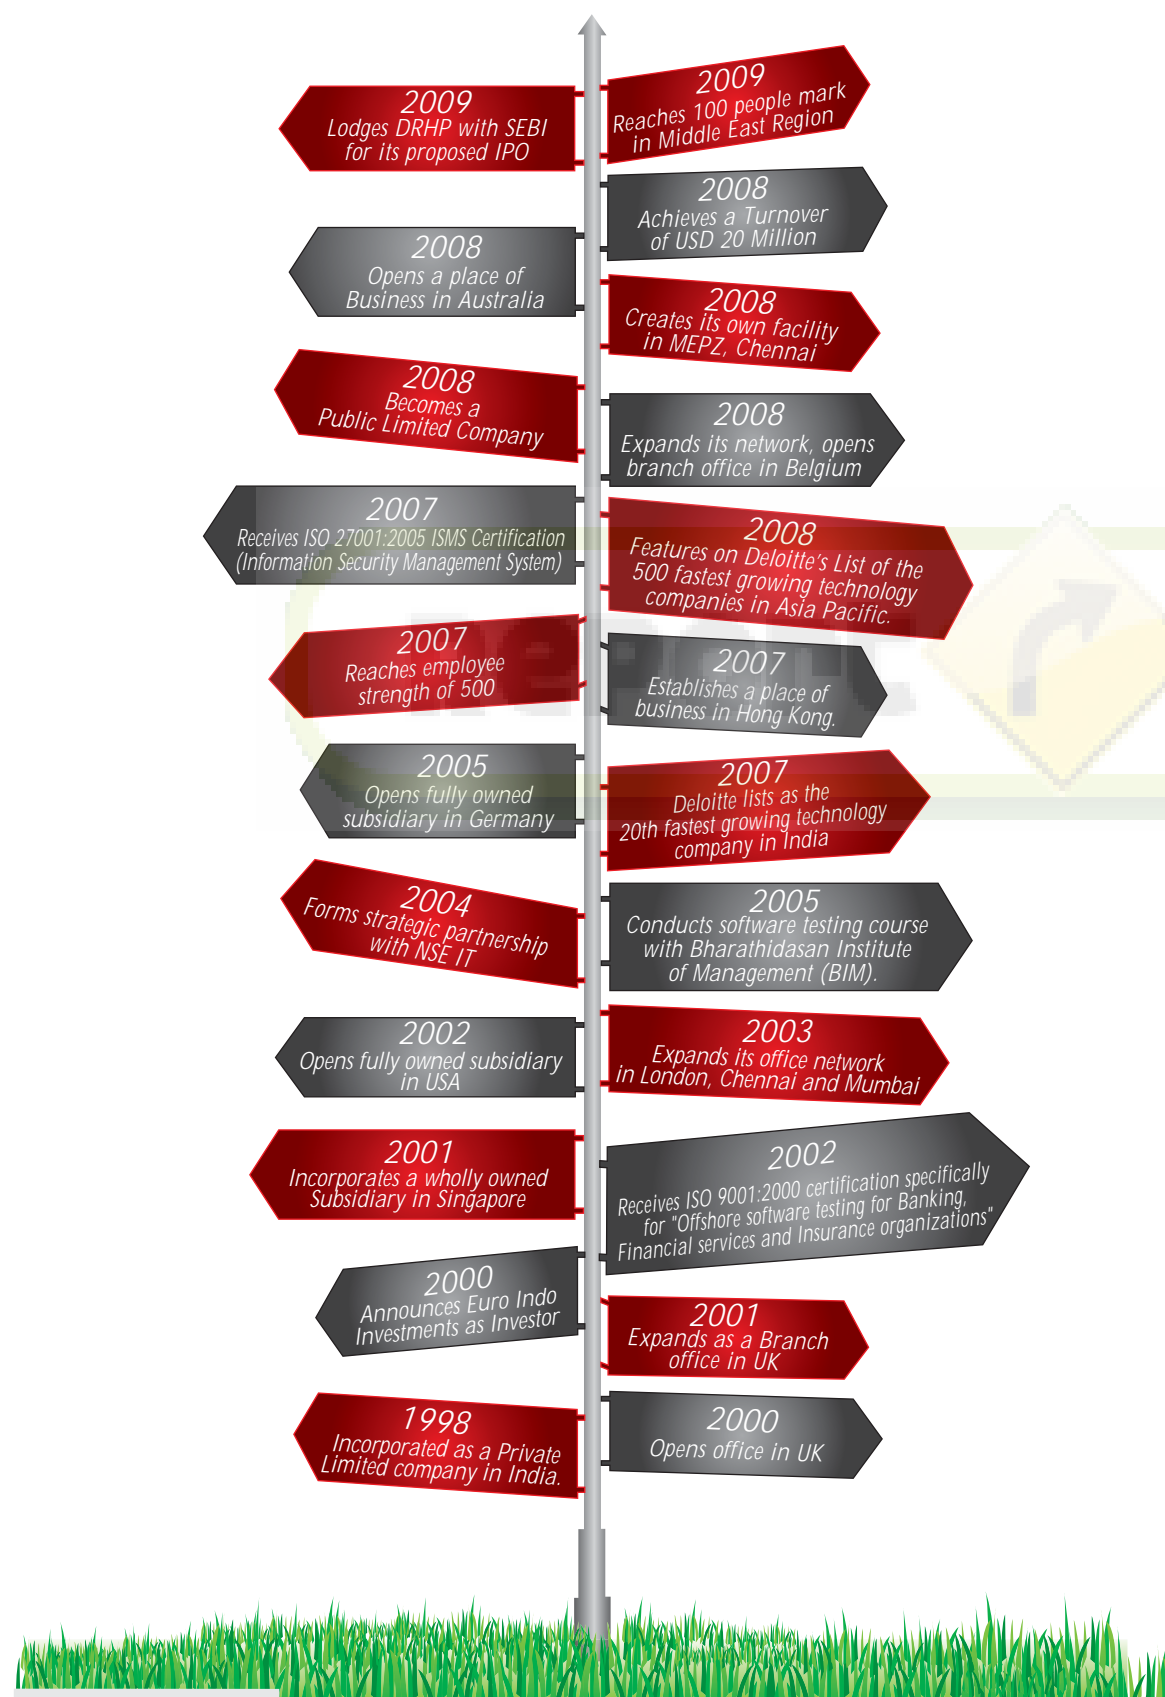 2009
Reaches 100 people mark
in Middle East Region
2009
Lodges DRHP with SEBI
for its proposed IPO
2008
Achieves a Turnover
of USD 20 Million
2008
Opens a place of
Business in Australia
2008
Creates its own facility
in MEPZ, Chennai
2008
Becomes a
Public Limited Company
2008
Expands its network, opens
branch office in Belgium
2007
Receives ISO 27001:2005 ISMS Certification
(Information Security Management System)
2008
Features on Deloitte's List of the
500 fastest growing technology
companies in Asia Pacific.
2007
Reaches employee
strength of 500
2007
Establishes a place of
business in Hong Kong.
2005
Opens fully owned
subsidiary in Germany
2007
Deloitte lists as the
20th fastest growing technology
company in India
2004
Forms strategic partnership
with NSE IT
2005
Conducts software testing course
with Bharathidasan Institute
of Management (BIM).
2002
Opens fully owned subsidiary
in USA
2003
Expands its office network
in London, Chennai and Mumbai
2001
Incorporates a wholly owned
Subsidiary in Singapore
2002
Receives ISO 9001:2000 certification specifically
for "Offshore software testing for Banking,
Financial services and Insurance organizations"
2000
Announces Euro Indo
Investments as Investor
2001
Expands as a Branch
office in UK
1998
Incorporated as a Private
Limited company in India.
2000
Opens office in UK